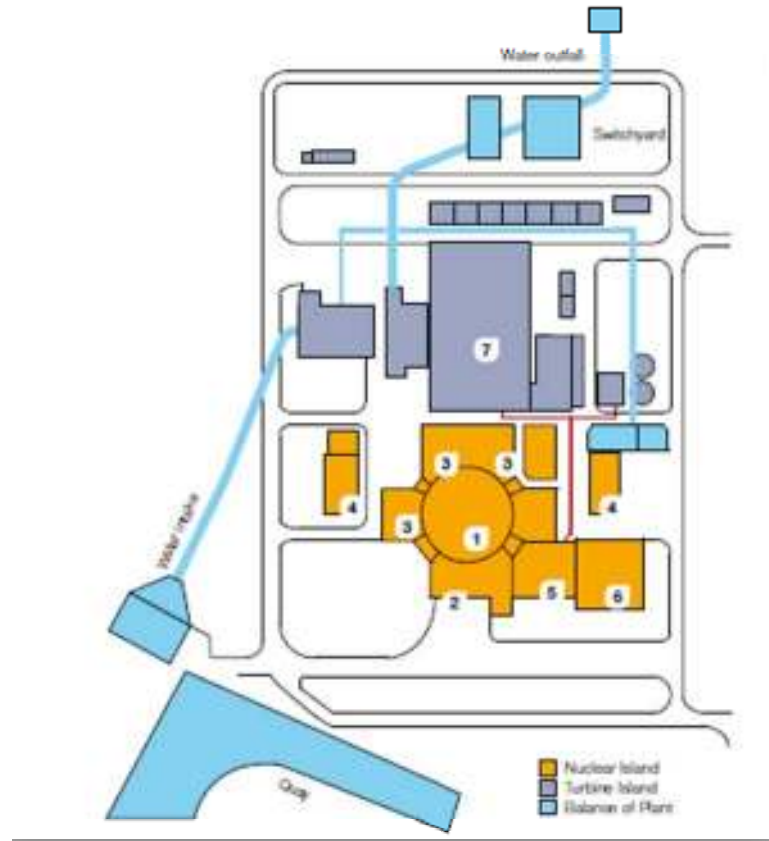 Water outfall
Switchyard
7
3
3
4
4
Water intake
3
1
2
5
6
Nuclear Island
Turbine Island
Balance of Plant
Quay